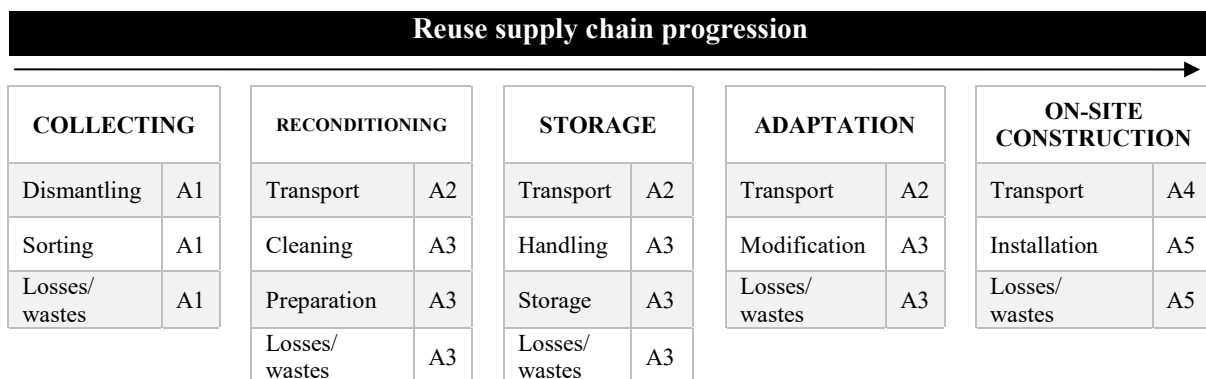 Reuse supply chain progression
COLLECTING
Dismantling A1
Sorting A1
Losses/
wastes A1
RECONDITIONING
Transport A2
Cleaning A3
Preparation A3
Losses/
wastes A3
STORAGE
Transport A2
Handling A3
Storage A3
Losses/
wastes A3
ADAPTATION
Transport A2
Modification A3
Losses/
wastes A3
ON-SITE
CONSTRUCTION
Transport A4
Installation A5
Losses/
wastes A5